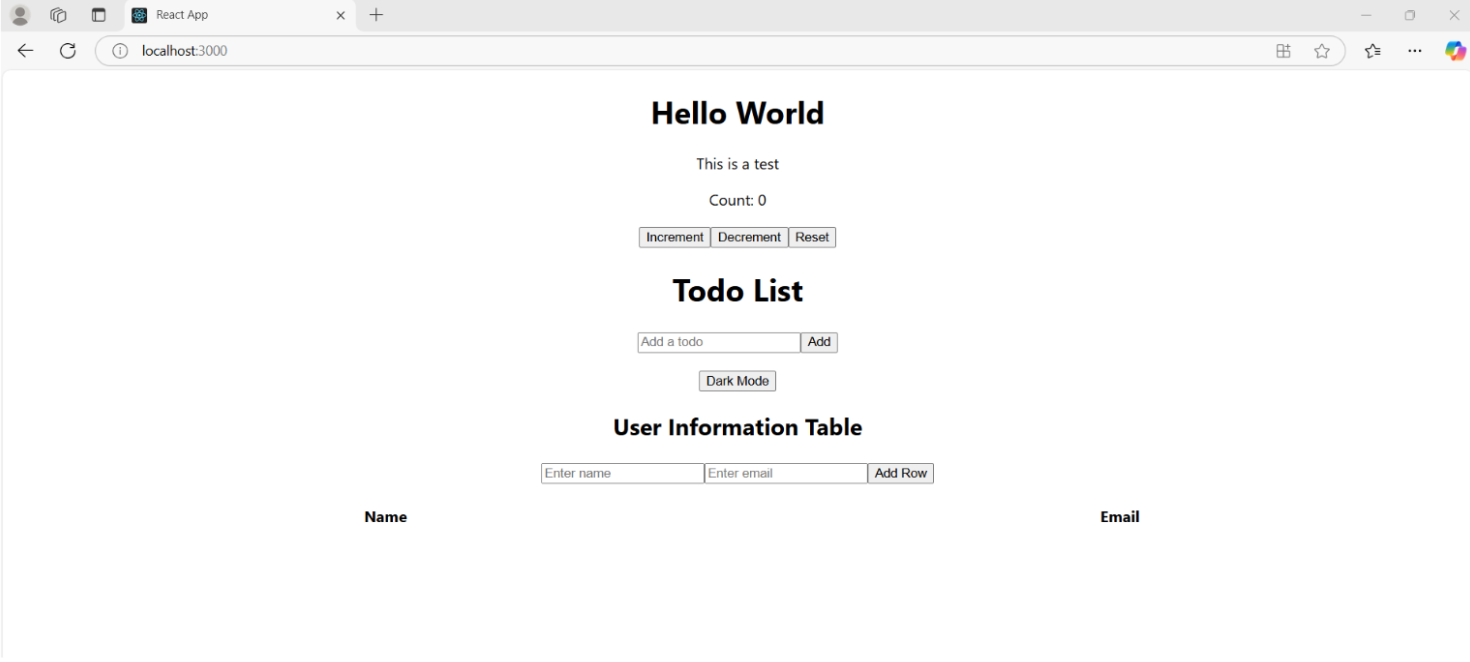 React App
localhost:3000
Hello World
This is a test
Count: 0
Increment Decrement Reset
Todo List
Add a todo Add
Dark Mode
User Information Table
Enter name Enter email Add Row
Name Email